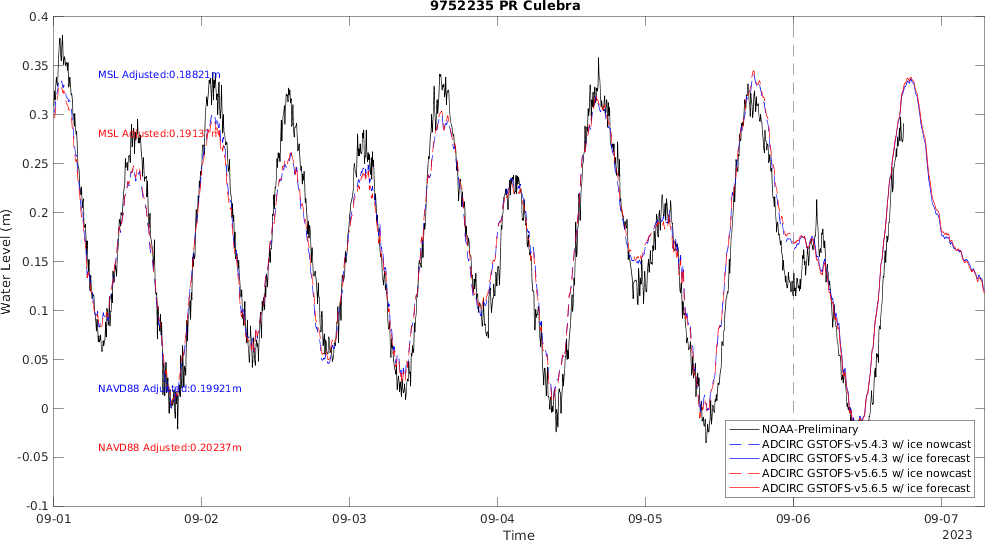 9752235 PR Culebra
0.4
0.35
0.3
0.25
0.2
0.15
0.1
0.05
0
-0.05
-0.1
Water Level (m)
MSL Adjusted:0.18821m
MSL Adjusted:0.19137m
NAVD88 Adjusted:0.19921m
NAVD88 Adjusted:0.20237m
NOAA-Preliminary
ADCIRC GSTOFS-v5.4.3 w/ ice nowcast
ADCIRC GSTOFS-v5.4.3 w/ ice forecast
ADCIRC GSTOFS-v5.6.5 w/ ice nowcast
ADCIRC GSTOFS-v5.6.5 w/ ice forecast
09-01 09-02 09-03 09-04 09-05 09-06 09-07
Time
2023